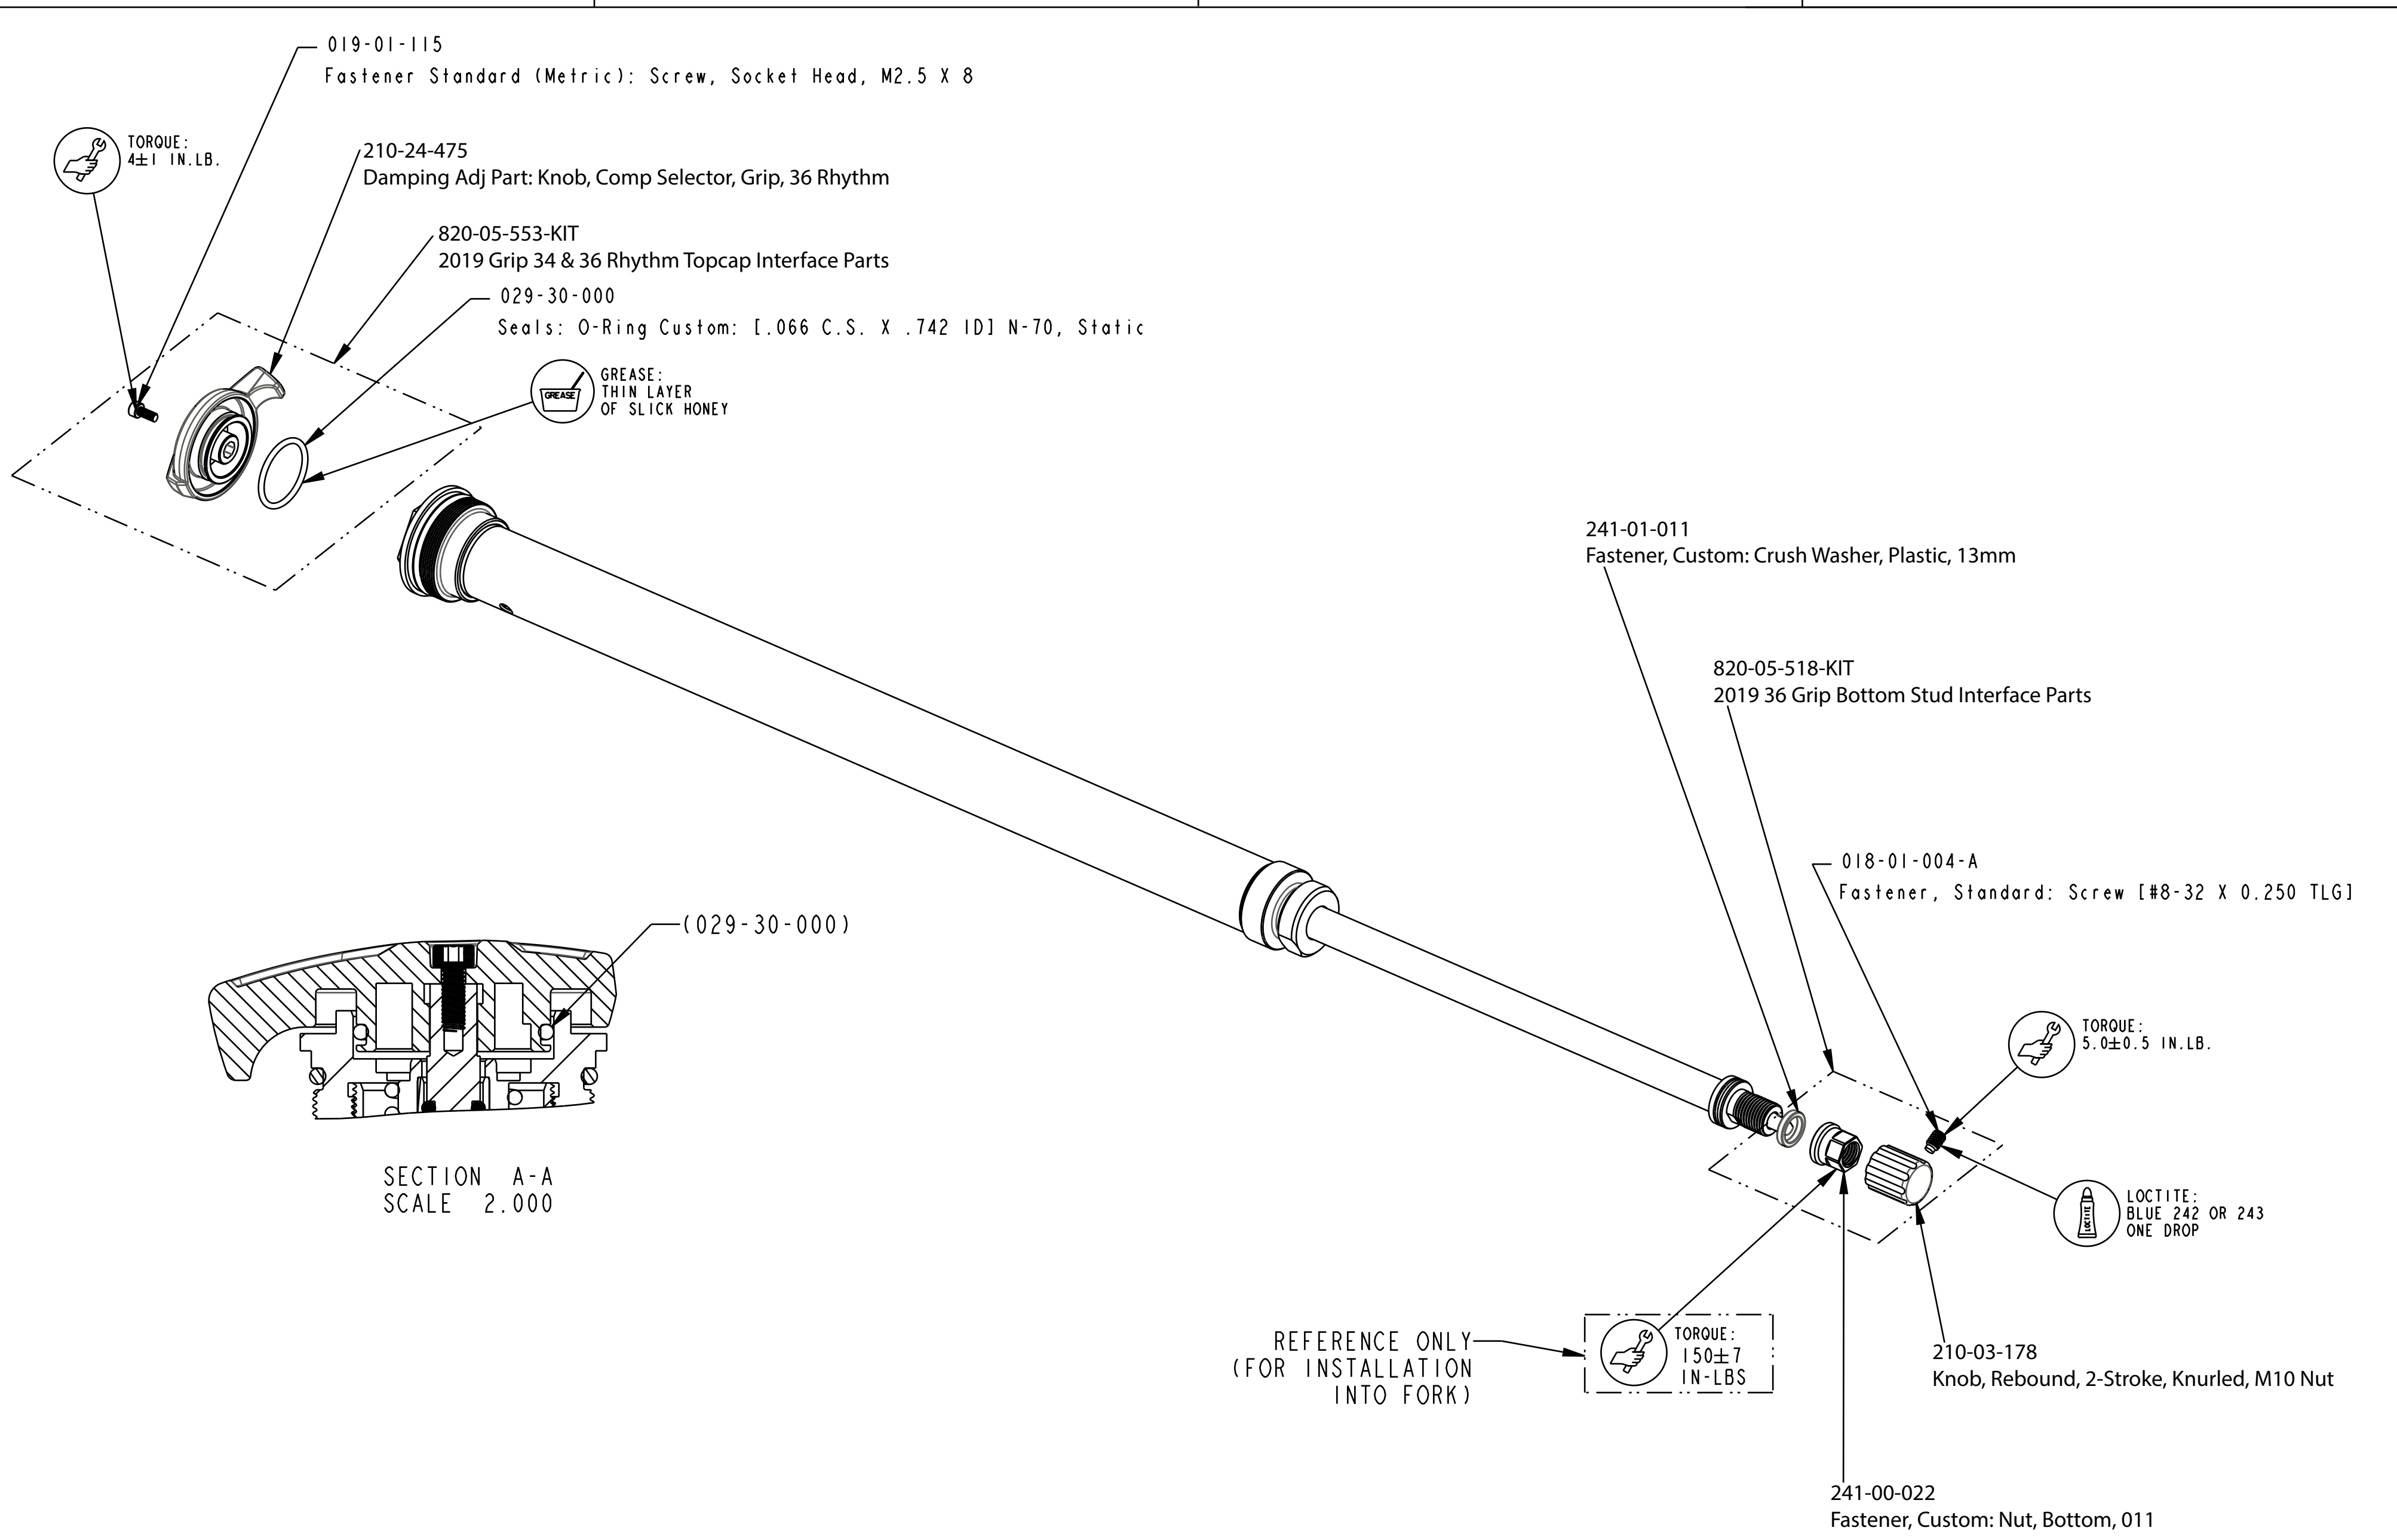 019-01-115
Fastener Standard (Metric): Screw, Socket Head, M2.5 X 8
TORQUE:
4±1 IN.LB.
210-24-475
Damping Adj Part: Knob, Comp Selector, Grip, 36 Rhythm
820-05-553-KIT
2019 Grip 34 & 36 Rhythm Topcap Interface Parts
029-30-000
Seals: O-Ring Custom: [.066 C.S. X .742 ID] N-70, Static
GREASE
GREASE:
THIN LAYER
OF SLICK HONEY
241-01-011
Fastener, Custom: Crush Washer, Plastic, 13mm
820-05-518-KIT
2019 36 Grip Bottom Stud Interface Parts
018-01-004-A
Fastener, Standard: Screw [#8-32 X 0.250 TLG]
(029-30-000)
TORQUE:
5.0±0.5 IN.LB.
SECTION A-A
SCALE 2.000
LOCTITE
LOCTITE:
BLUE 242 OR 243
ONE DROP
REFERENCE ONLY
(FOR INSTALLATION
INTO FORK)
TORQUE:
150±7
IN-LBS
210-03-178
Knob, Rebound, 2-Stroke, Knurled, M10 Nut
241-00-022
Fastener, Custom: Nut, Bottom, 011